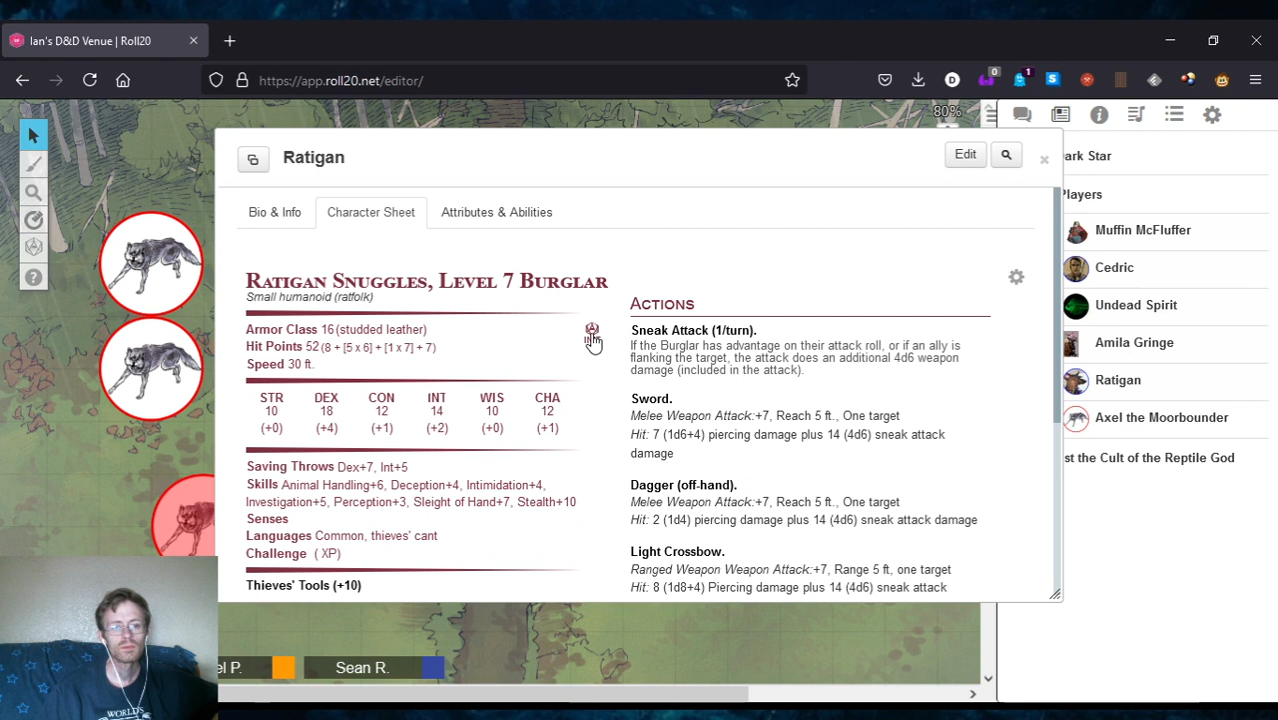 Ian's D&D Venue | Roll20
https://app.roll20.net/editor/
0
1
80%
Ratigan
Edit
Bio & Info
Character Sheet
Attributes & Abilities
Ratigan Snuggles, Level 7 Burglar
Small humanoid (ratfolk)
Armor Class 16 (studded leather)
Hit Points 52 (8 + [5 x 6] + [1 x 7] + 7)
Speed 30 ft.
STR DEX CON INT WIS CHA
10 18 12 14 10 12
(+0) (+4) (+1) (+2) (+0) (+1)
Saving Throws Dex+7, Int+5
Skills Animal Handling+6, Deception+4, Intimidation+4,
Investigation+5, Perception+3, Sleight of Hand+7, Stealth+10
Senses
Languages Common, thieves' cant
Challenge ( XP)
Thieves' Tools (+10)
Actions
Sneak Attack (1/turn).
If the Burglar has advantage on their attack roll, or if an ally is
flanking the target, the attack does an additional 4d6 weapon
damage (included in the attack).
Sword.
Melee Weapon Attack:+7, Reach 5 ft., One target
Hit: 7 (1d6+4) piercing damage plus 14 (4d6) sneak attack
damage
Dagger (off-hand).
Melee Weapon Attack:+7, Reach 5 ft., One target
Hit: 2 (1d4) piercing damage plus 14 (4d6) sneak attack damage
Light Crossbow.
Ranged Weapon Weapon Attack:+7, Range 5 ft, one target
Hit: 8 (1d8+4) Piercing damage plus 14 (4d6) sneak attack
ark Star
Players
Muffin McFluffer
Cedric
Undead Spirit
Amila Gringe
Ratigan
Axel the Moorbounder
st the Cult of the Reptile God
el P.
Sean R.
WORLD'S